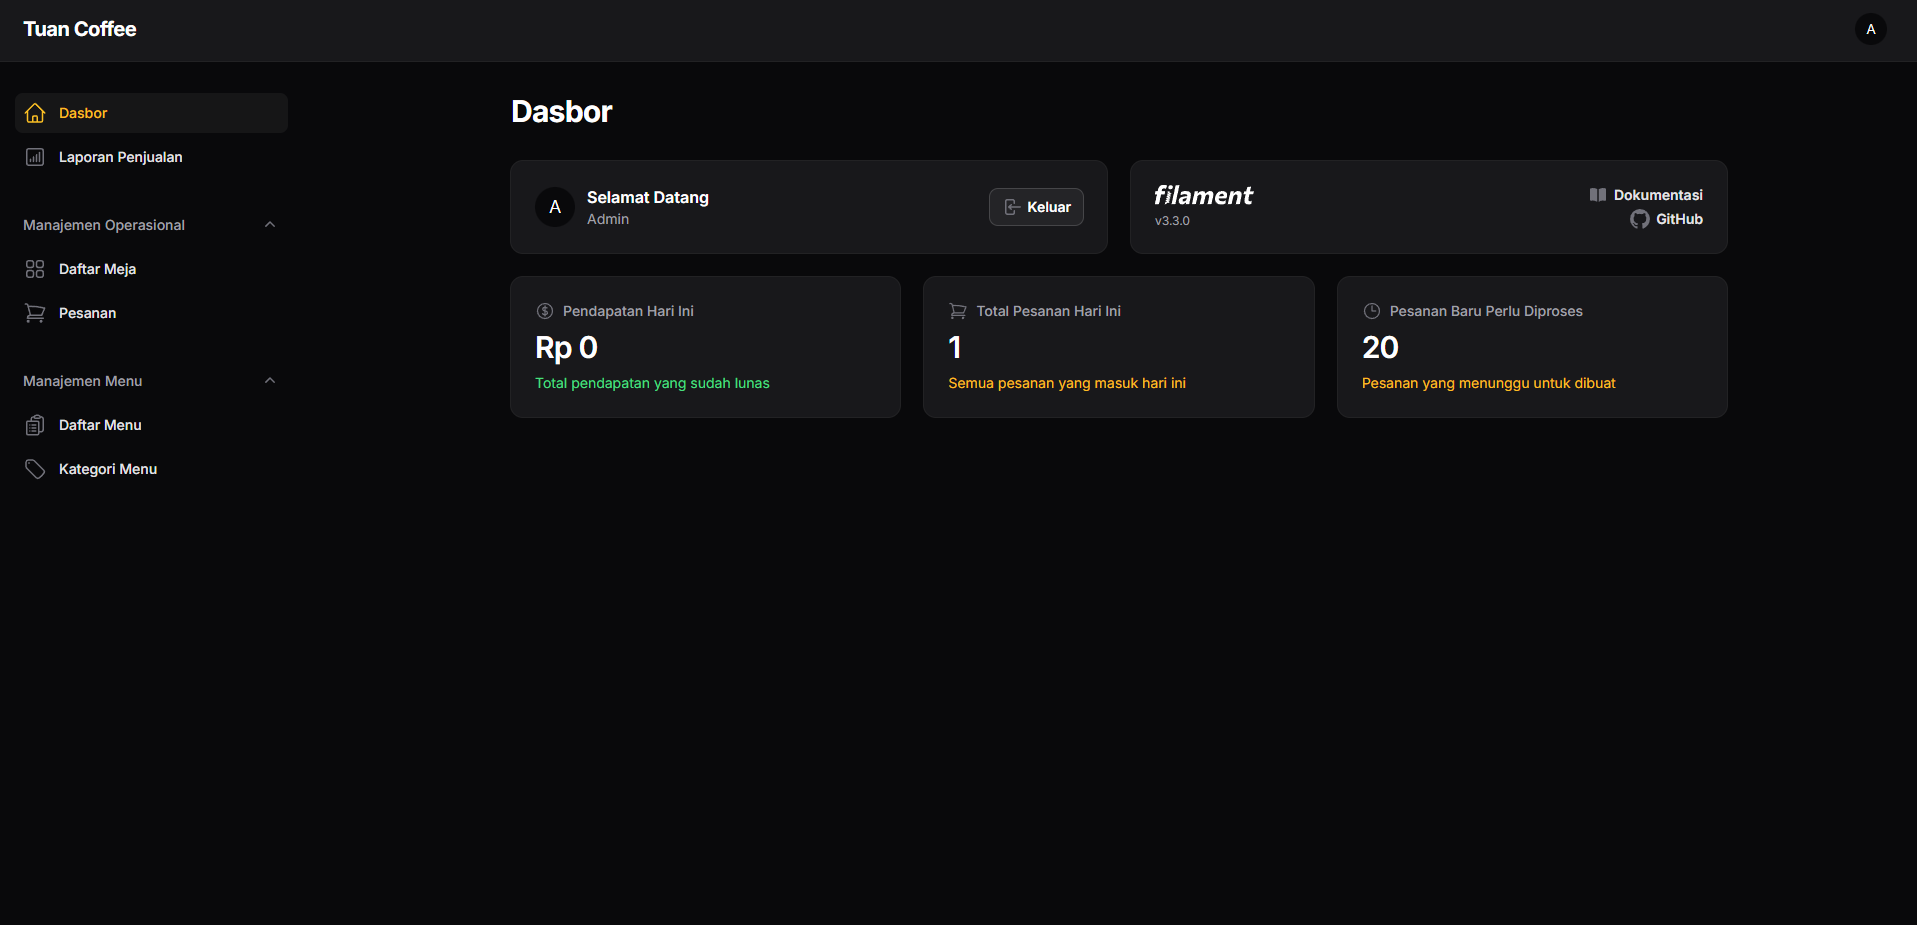 Tuan Coffee
A
Dasbor
Laporan Penjualan
Manajemen Operasional
Daftar Meja
Pesanan
Manajemen Menu
Daftar Menu
Kategori Menu
Dasbor
A
Selamat Datang
Admin
Keluar
filament
v3.3.0
Dokumentasi
GitHub
Pendapatan Hari Ini
Rp 0
Total pendapatan yang sudah lunas
Total Pesanan Hari Ini
1
Semua pesanan yang masuk hari ini
Pesanan Baru Perlu Diproses
20
Pesanan yang menunggu untuk dibuat